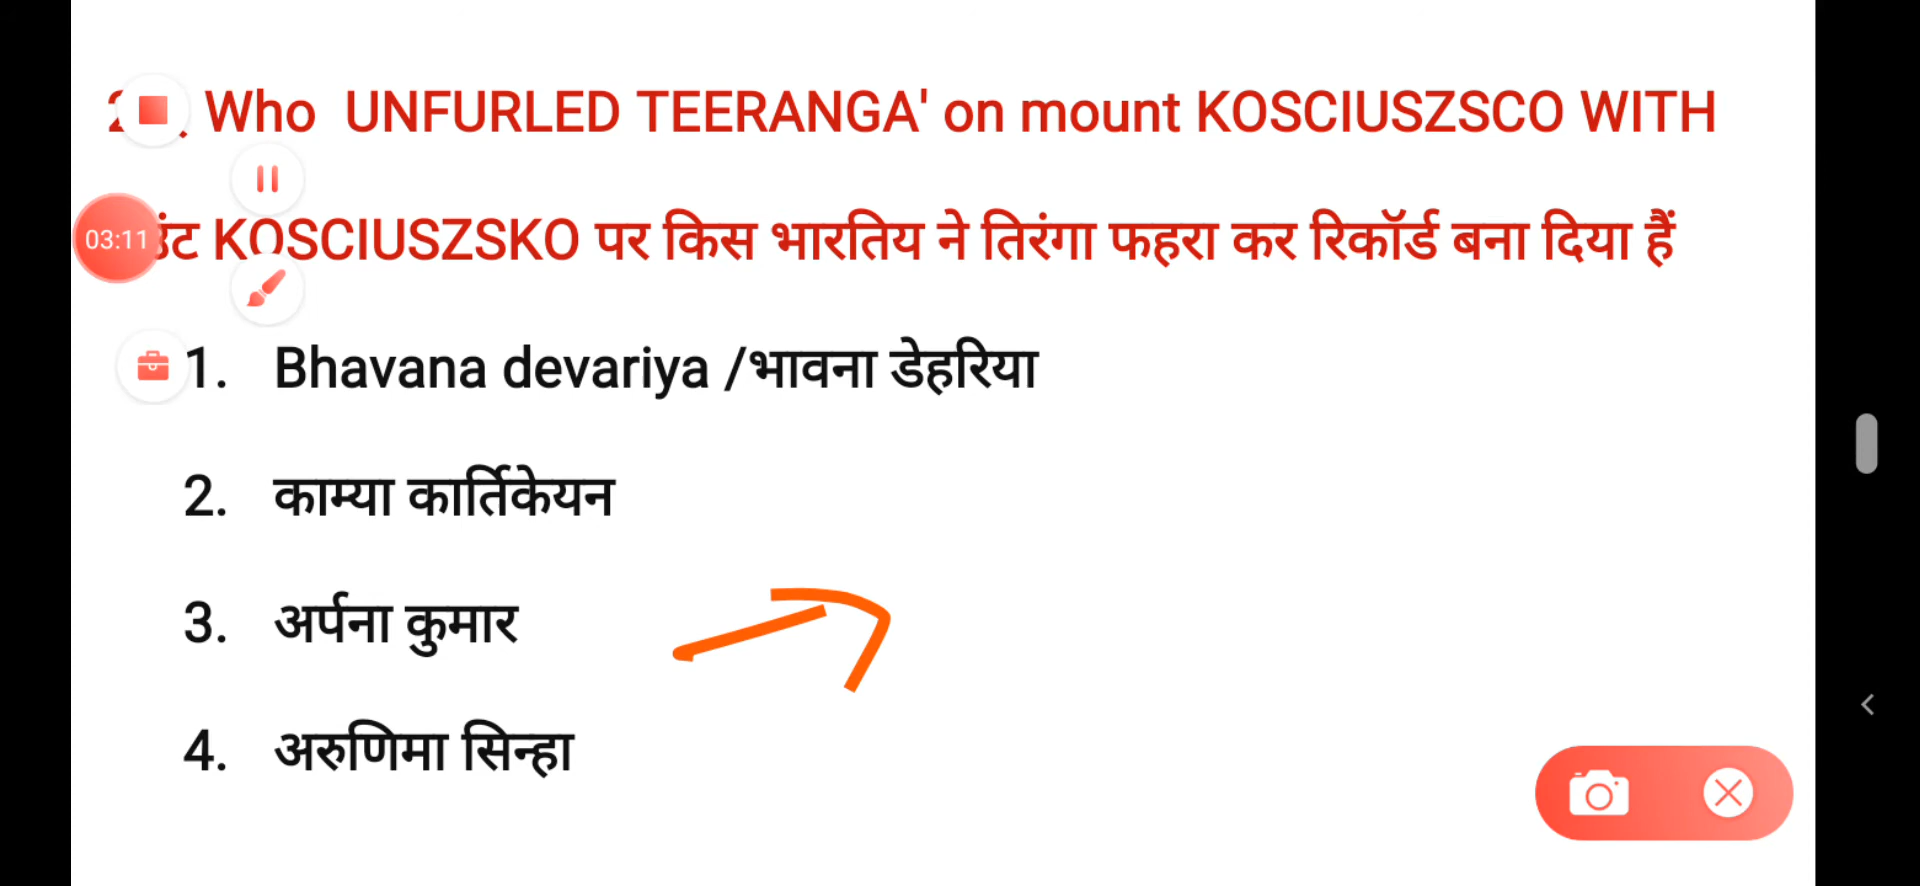 Who UNFURLED TEERANGA' on mount KOSCIUSZSCO WITH
KOSCIUSZSKO पर किस भारतिय ने तिरंगा फहरा कर रिकॉर्ड बना दिया हैं
03:11
1. Bhavana devariya /भावना डेहरिया
2. काम्या कार्तिकेयन
3. अर्पना कुमार
4. अरुणिमा सिन्हा